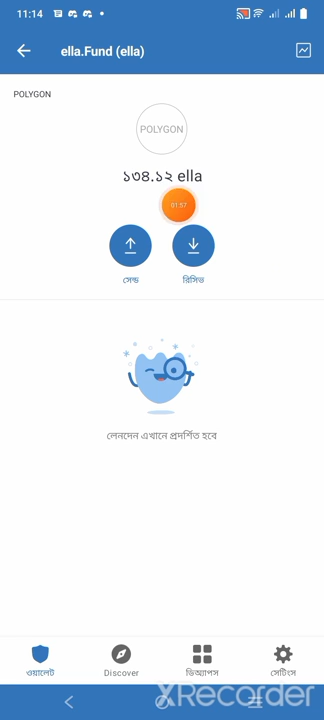 11:14
ella.Fund (ella)
POLYGON
POLYGON
১৩৪.১২ ella
01:57
সেন্ড
রিসিভ
লেনদেন এখানে প্রদর্শিত হবে
ওয়ালেট
Discover
ডিঅ্যাপস
সেটিংস
XRecorder